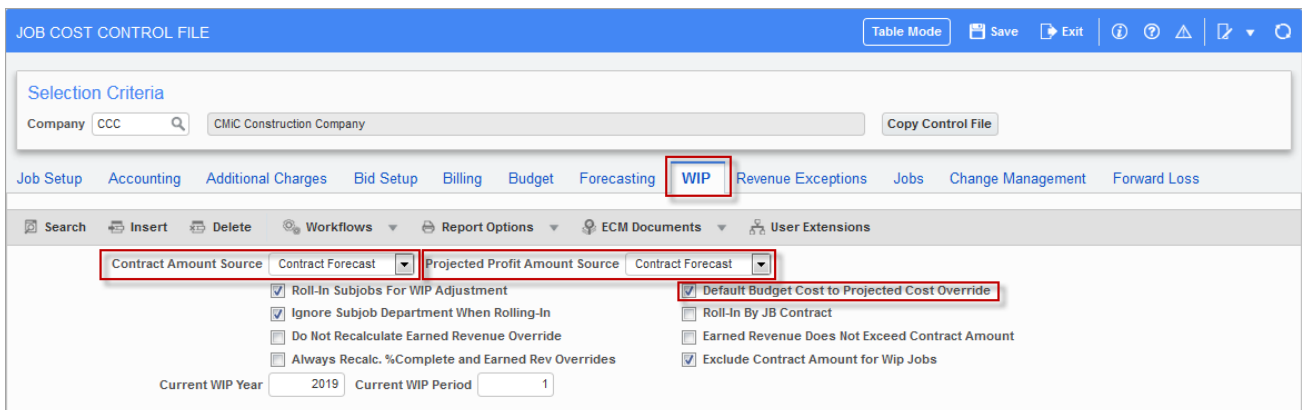 JOB COST CONTROL FILE Table Mode Save Exit
Selection Criteria
Company CCC CMiC Construction Company Copy Control File
Job Setup Accounting Additional Charges Bid Setup Billing Budget Forecasting WIP Revenue Exceptions Jobs Change Management Forward Loss
Search Insert Delete Workflows Report Options ECM Documents User Extensions
Contract Amount Source Contract Forecast Projected Profit Amount Source Contract Forecast
Roll-In Subjobs For WIP Adjustment Default Budget Cost to Projected Cost Override
Ignore Subjob Department When Rolling-In Roll-In By JB Contract
Do Not Recalculate Earned Revenue Override Earned Revenue Does Not Exceed Contract Amount
Always Recalc. %Complete and Earned Rev Overrides Exclude Contract Amount for Wip Jobs
Current WIP Year 2019 Current WIP Period 1